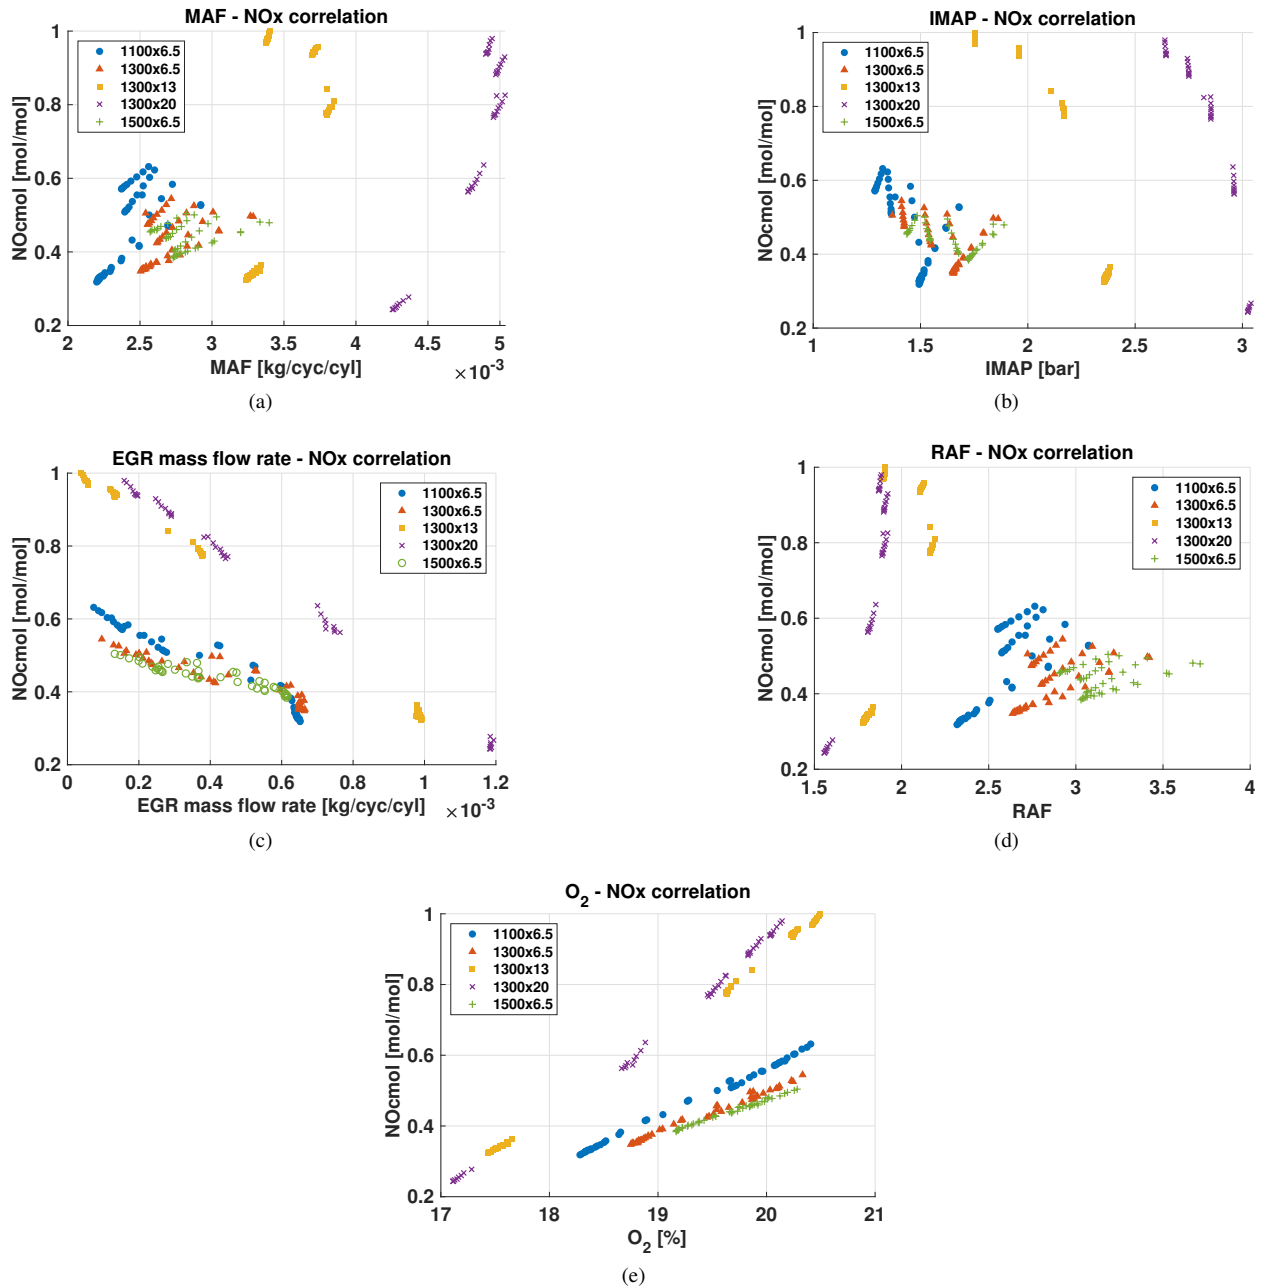 MAF - NOx correlation
1
0.8
0.6
0.4
0.2
NOcmol [mol/mol]
1100x6.5
1300x6.5
1300x13
1300x20
1500x6.5
2 2.5 3 3.5 4 4.5 5
MAF [kg/cyc/cyl]
×10⁻³
(a)
IMAP - NOx correlation
1
0.8
0.6
0.4
0.2
NOcmol [mol/mol]
1100x6.5
1300x6.5
1300x13
1300x20
1500x6.5
1 1.5 2 2.5 3
IMAP [bar]
(b)
EGR mass flow rate - NOx correlation
1
0.8
0.6
0.4
0.2
NOcmol [mol/mol]
1100x6.5
1300x6.5
1300x13
1300x20
1500x6.5
0 0.2 0.4 0.6 0.8 1 1.2
EGR mass flow rate [kg/cyc/cyl]
×10⁻³
(c)
RAF - NOx correlation
1
0.8
0.6
0.4
0.2
NOcmol [mol/mol]
1100x6.5
1300x6.5
1300x13
1300x20
1500x6.5
1.5 2 2.5 3 3.5 4
RAF
(d)
O₂ - NOx correlation
1
0.8
0.6
0.4
0.2
NOcmol [mol/mol]
1100x6.5
1300x6.5
1300x13
1300x20
1500x6.5
17 18 19 20 21
O₂ [%]
(e)